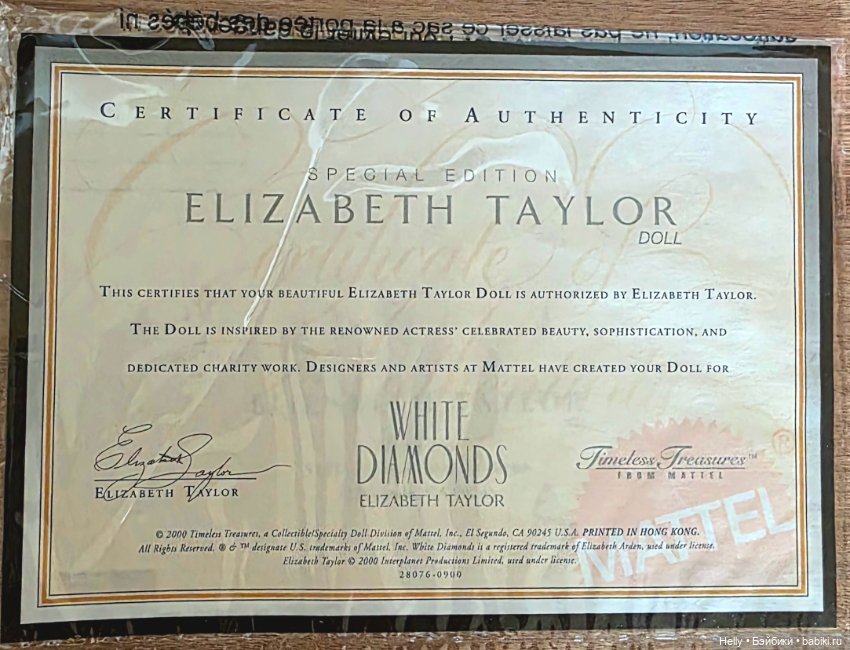 CERTIFICATE OF AUTHENTICITY
SPECIAL EDITION
ELIZABETH TAYLOR
DOLL
THIS CERTIFIES THAT YOUR BEAUTIFUL ELIZABETH TAYLOR DOLL IS AUTHORIZED BY ELIZABETH TAYLOR.
THE DOLL IS INSPIRED BY THE RENOWNED ACTRESS' CELEBRATED BEAUTY, SOPHISTICATION, AND
DEDICATED CHARITY WORK. DESIGNERS AND ARTISTS AT MATTEL HAVE CREATED YOUR DOLL FOR
WHITE
DIAMONDS
ELIZABETH TAYLOR
Elizabeth Taylor
ELIZABETH TAYLOR
Timeless Treasures™
FROM MATTEL
MATTEL
®
© 2000 Timeless Treasures, a Collectible/Specialty Doll Division of Mattel, Inc., El Segundo, CA 90245 U.S.A. PRINTED IN HONG KONG.
All Rights Reserved. ® & ™ designate U.S. trademarks of Mattel, Inc. White Diamonds is a registered trademark of Elizabeth Arden, used under license.
Elizabeth Taylor © 2000 Interplanet Productions Limited, used under license.
28076-0900
Helly • Бэйбики • babiki.ru